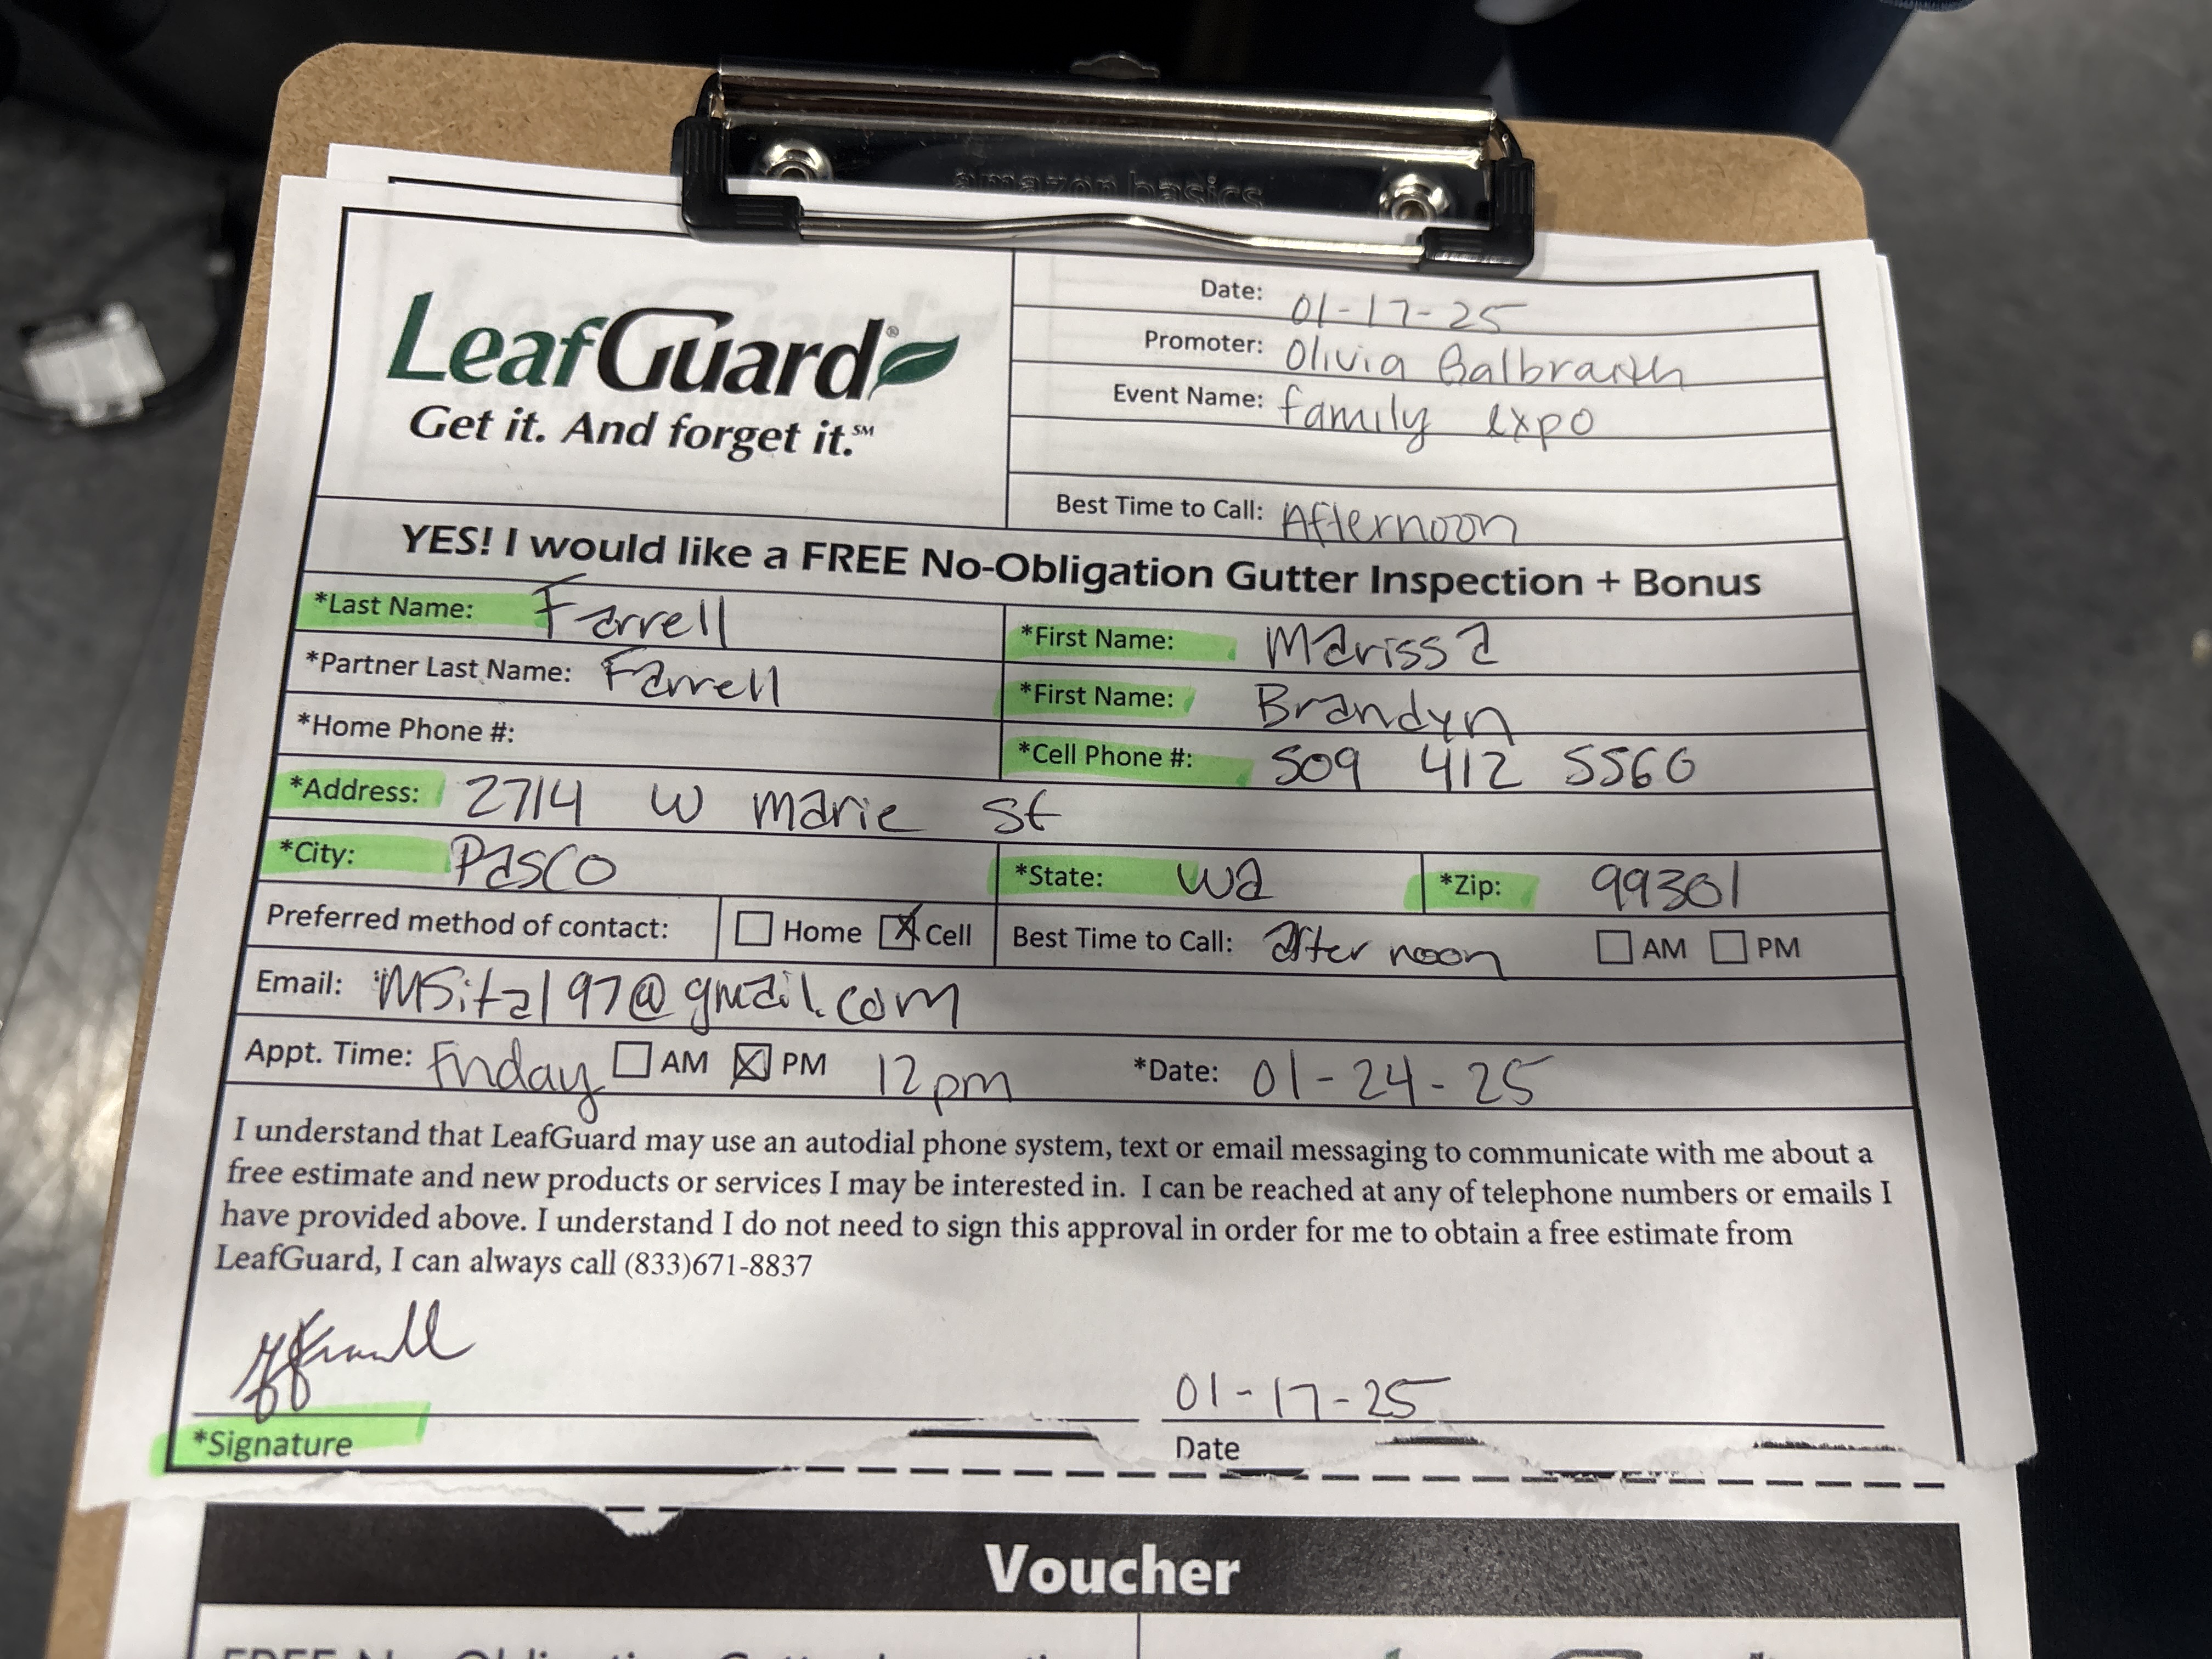 LeafGuard®
Get it. And forget it.℠
Date: 01-17-25
Promoter: Olivia Balbraith
Event Name: family expo
Best Time to Call: Afternoon
YES! I would like a FREE No-Obligation Gutter Inspection + Bonus
*Last Name: Farrell *First Name: Marissa
*Partner Last Name: Farrell *First Name: Brandyn
*Home Phone #: *Cell Phone #: 509 412 5560
*Address: 2714 W Marie St
*City: Pasco *State: Wa *Zip: 99301
Preferred method of contact: Home Cell Best Time to Call: after noon AM PM
Email: msita197@gmail.com
Appt. Time: Friday AM PM 12pm *Date: 01-24-25
I understand that LeafGuard may use an autodial phone system, text or email messaging to communicate with me about a
free estimate and new products or services I may be interested in. I can be reached at any of telephone numbers or emails I
have provided above. I understand I do not need to sign this approval in order for me to obtain a free estimate from
LeafGuard, I can always call (833)671-8837
01-17-25
*Signature Date
Voucher